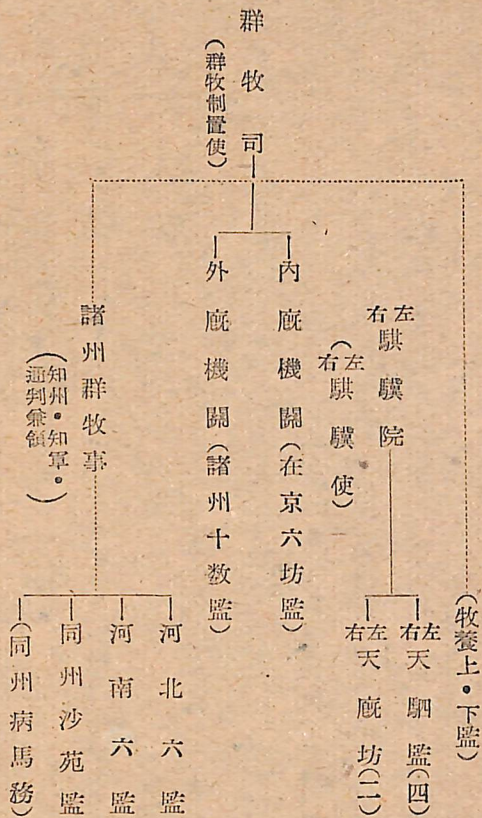 群牧司
（群牧制置使）
（牧養上・下監）
左右騏驥院
（左右騏驥使）
左右天駟監（四）
左右天廐坊（二）
內廐機關（在京六坊監）
外廐機關（諸州十数監）
諸州群牧事
（知州・知軍・
通判兼領）
河北六監
河南六監
同州沙苑監
（同州病馬務）